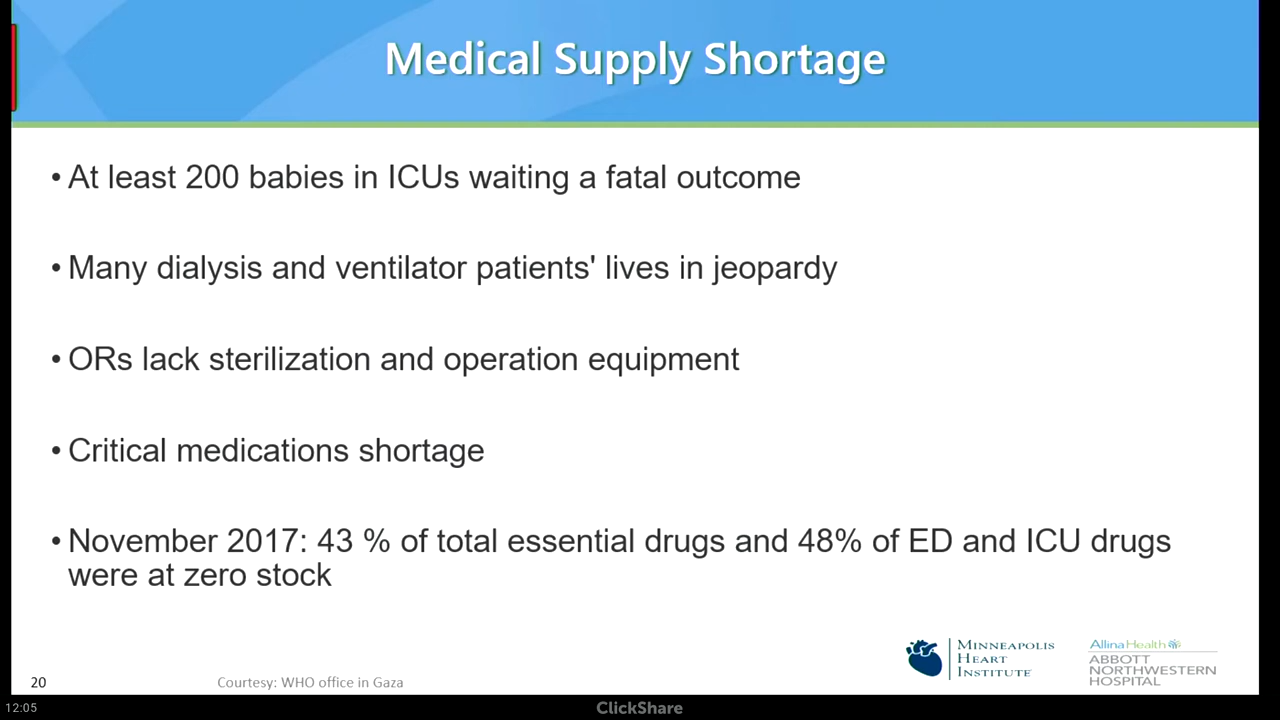 Medical Supply Shortage
• At least 200 babies in ICUs waiting a fatal outcome
• Many dialysis and ventilator patients' lives in jeopardy
• ORs lack sterilization and operation equipment
• Critical medications shortage
• November 2017: 43 % of total essential drugs and 48% of ED and ICU drugs
were at zero stock
MINNEAPOLIS
HEART
INSTITUTE
Allina Health
ABBOTT
NORTHWESTERN
HOSPITAL
20
Courtesy: WHO office in Gaza
12:05
ClickShare